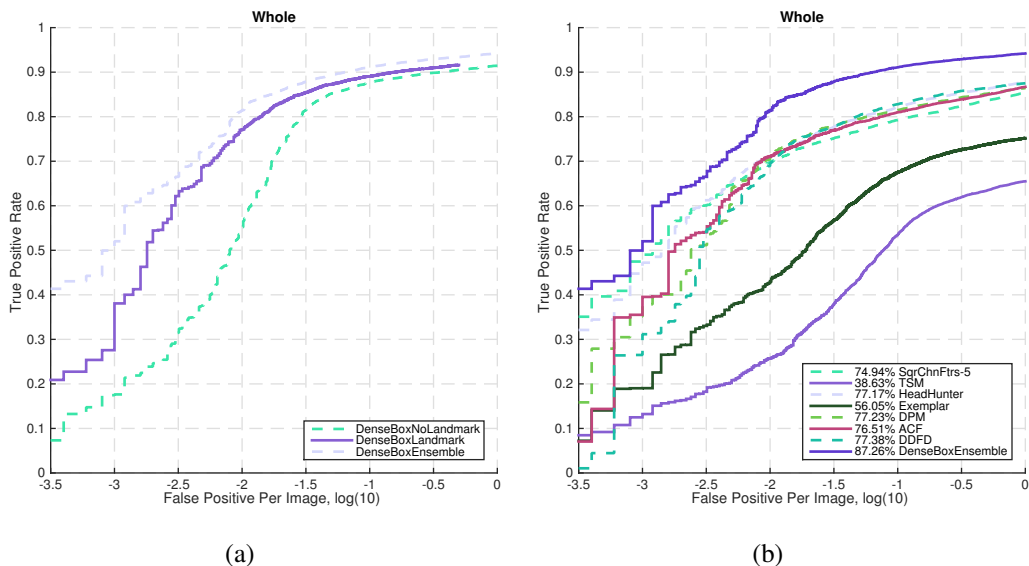 Whole
True Positive Rate
1
0.9
0.8
0.7
0.6
0.5
0.4
0.3
0.2
0.1
0
-3.5 -3 -2.5 -2 -1.5 -1 -0.5 0
False Positive Per Image, log(10)
DenseBoxNoLandmark
DenseBoxLandmark
DenseBoxEnsemble
(a)
Whole
True Positive Rate
1
0.9
0.8
0.7
0.6
0.5
0.4
0.3
0.2
0.1
0
-3.5 -3 -2.5 -2 -1.5 -1 -0.5 0
False Positive Per Image, log(10)
74.94% SqrChnFtrs-5
38.63% TSM
77.17% HeadHunter
56.05% Exemplar
77.23% DPM
76.51% ACF
77.38% DDFD
87.26% DenseBoxEnsemble
(b)